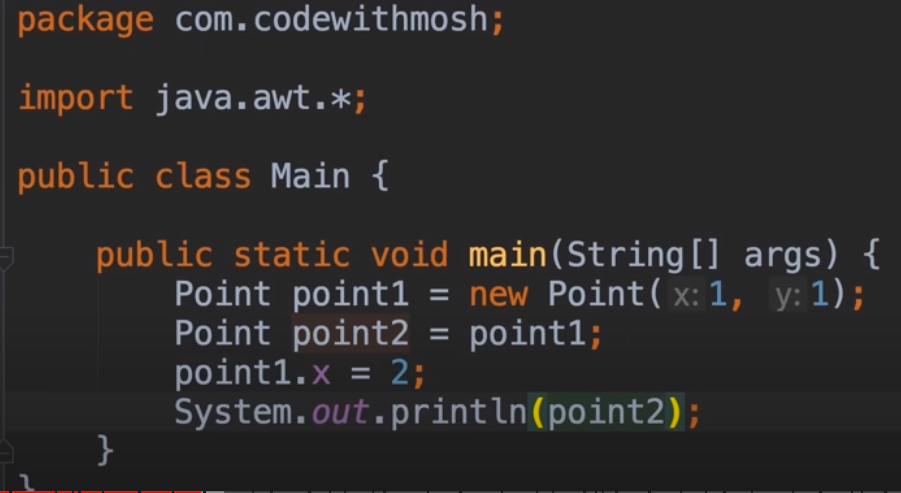 package com.codewithmosh;
import java.awt.*;
public class Main {
public static void main(String[] args) {
Point point1 = new Point( x: 1,  y: 1);
Point point2 = point1;
point1.x = 2;
System.out.println(point2);
}
}